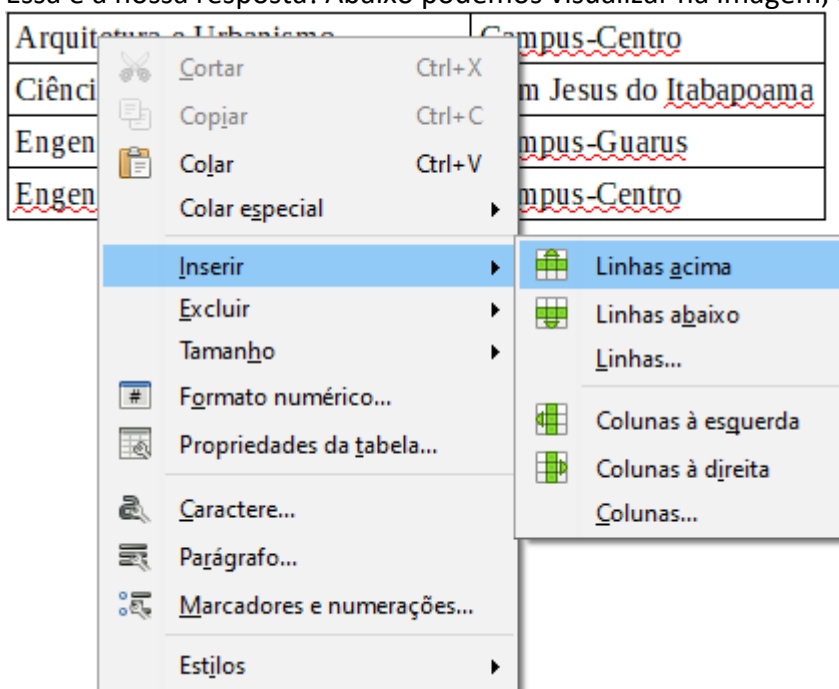 Essa é a nossa resposta! Abaixo podemos visualizar na imagem,
Arquitetura e Urbanismo Campus-Centro
Ciênci m Jesus do Itabapoama
Engen mpus-Guarus
Engen mpus-Centro
Cortar Ctrl+X
Copiar Ctrl+C
Colar Ctrl+V
Colar especial
Inserir
Excluir
Tamanho
Formato numérico...
Propriedades da tabela...
Caractere...
Parágrafo...
Marcadores e numerações...
Estilos
Linhas acima
Linhas abaixo
Linhas...
Colunas à esquerda
Colunas à direita
Colunas...